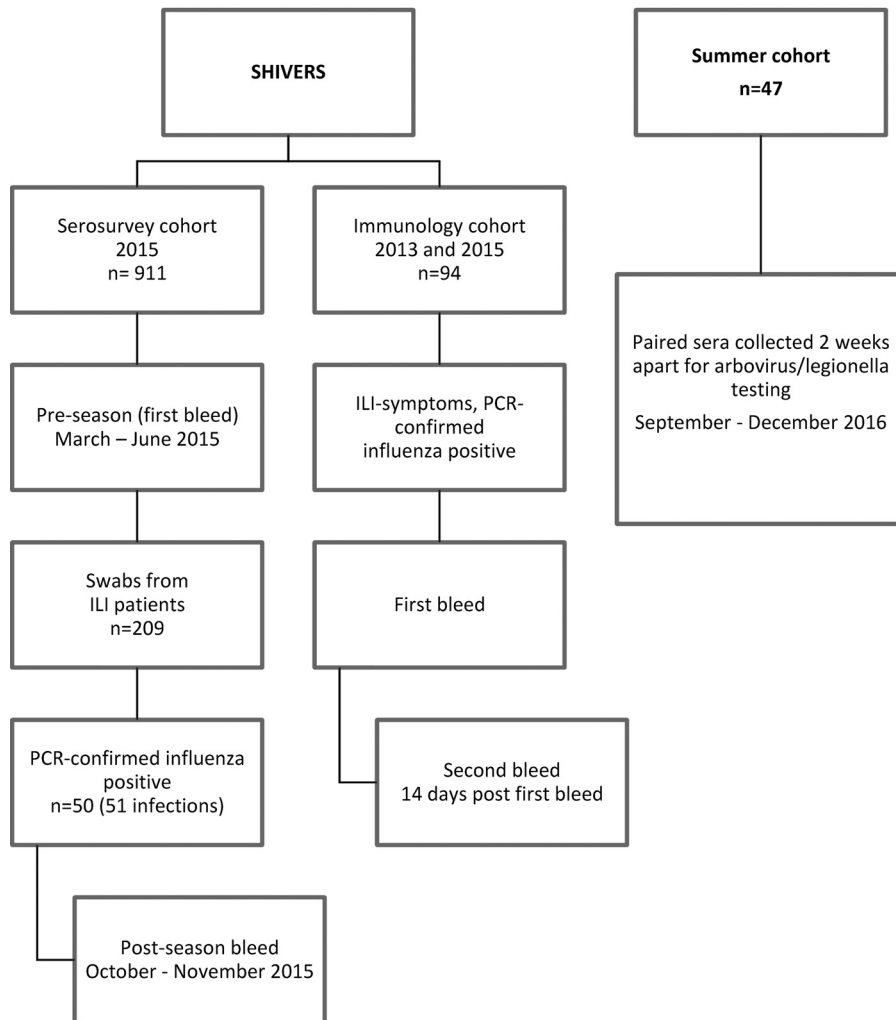 SHIVERS
Summer cohort
n=47
Serosurvey cohort
2015
n= 911
Immunology cohort
2013 and 2015
n=94
Paired sera collected 2 weeks
apart for arbovirus/legionella
testing
September - December 2016
Pre-season (first bleed)
March – June 2015
ILI-symptoms, PCR-
confirmed
influenza positive
Swabs from
ILI patients
n=209
First bleed
PCR-confirmed influenza
positive
n=50 (51 infections)
Second bleed
14 days post first bleed
Post-season bleed
October - November 2015